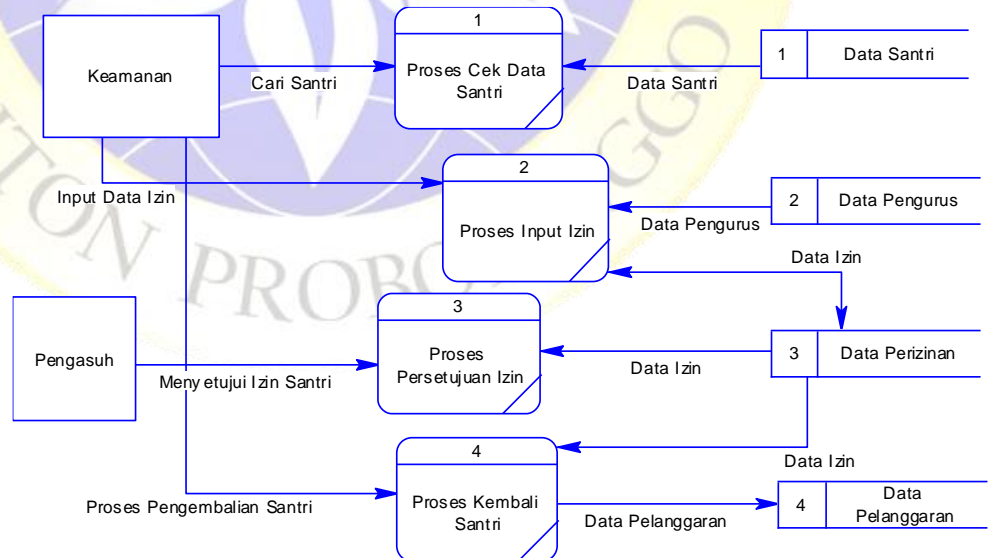 1
Keamanan
Cari Santri
Proses Cek Data
Santri
Data Santri
1
Data Santri
2
Input Data Izin
Proses Input Izin
Data Pengurus
2
Data Pengurus
Data Izin
3
Pengasuh
Menyetujui Izin Santri
Proses
Persetujuan Izin
Data Izin
3
Data Perizinan
4
Data Izin
Proses Pengembalian Santri
Proses Kembali
Santri
Data Pelanggaran
4
Data
Pelanggaran